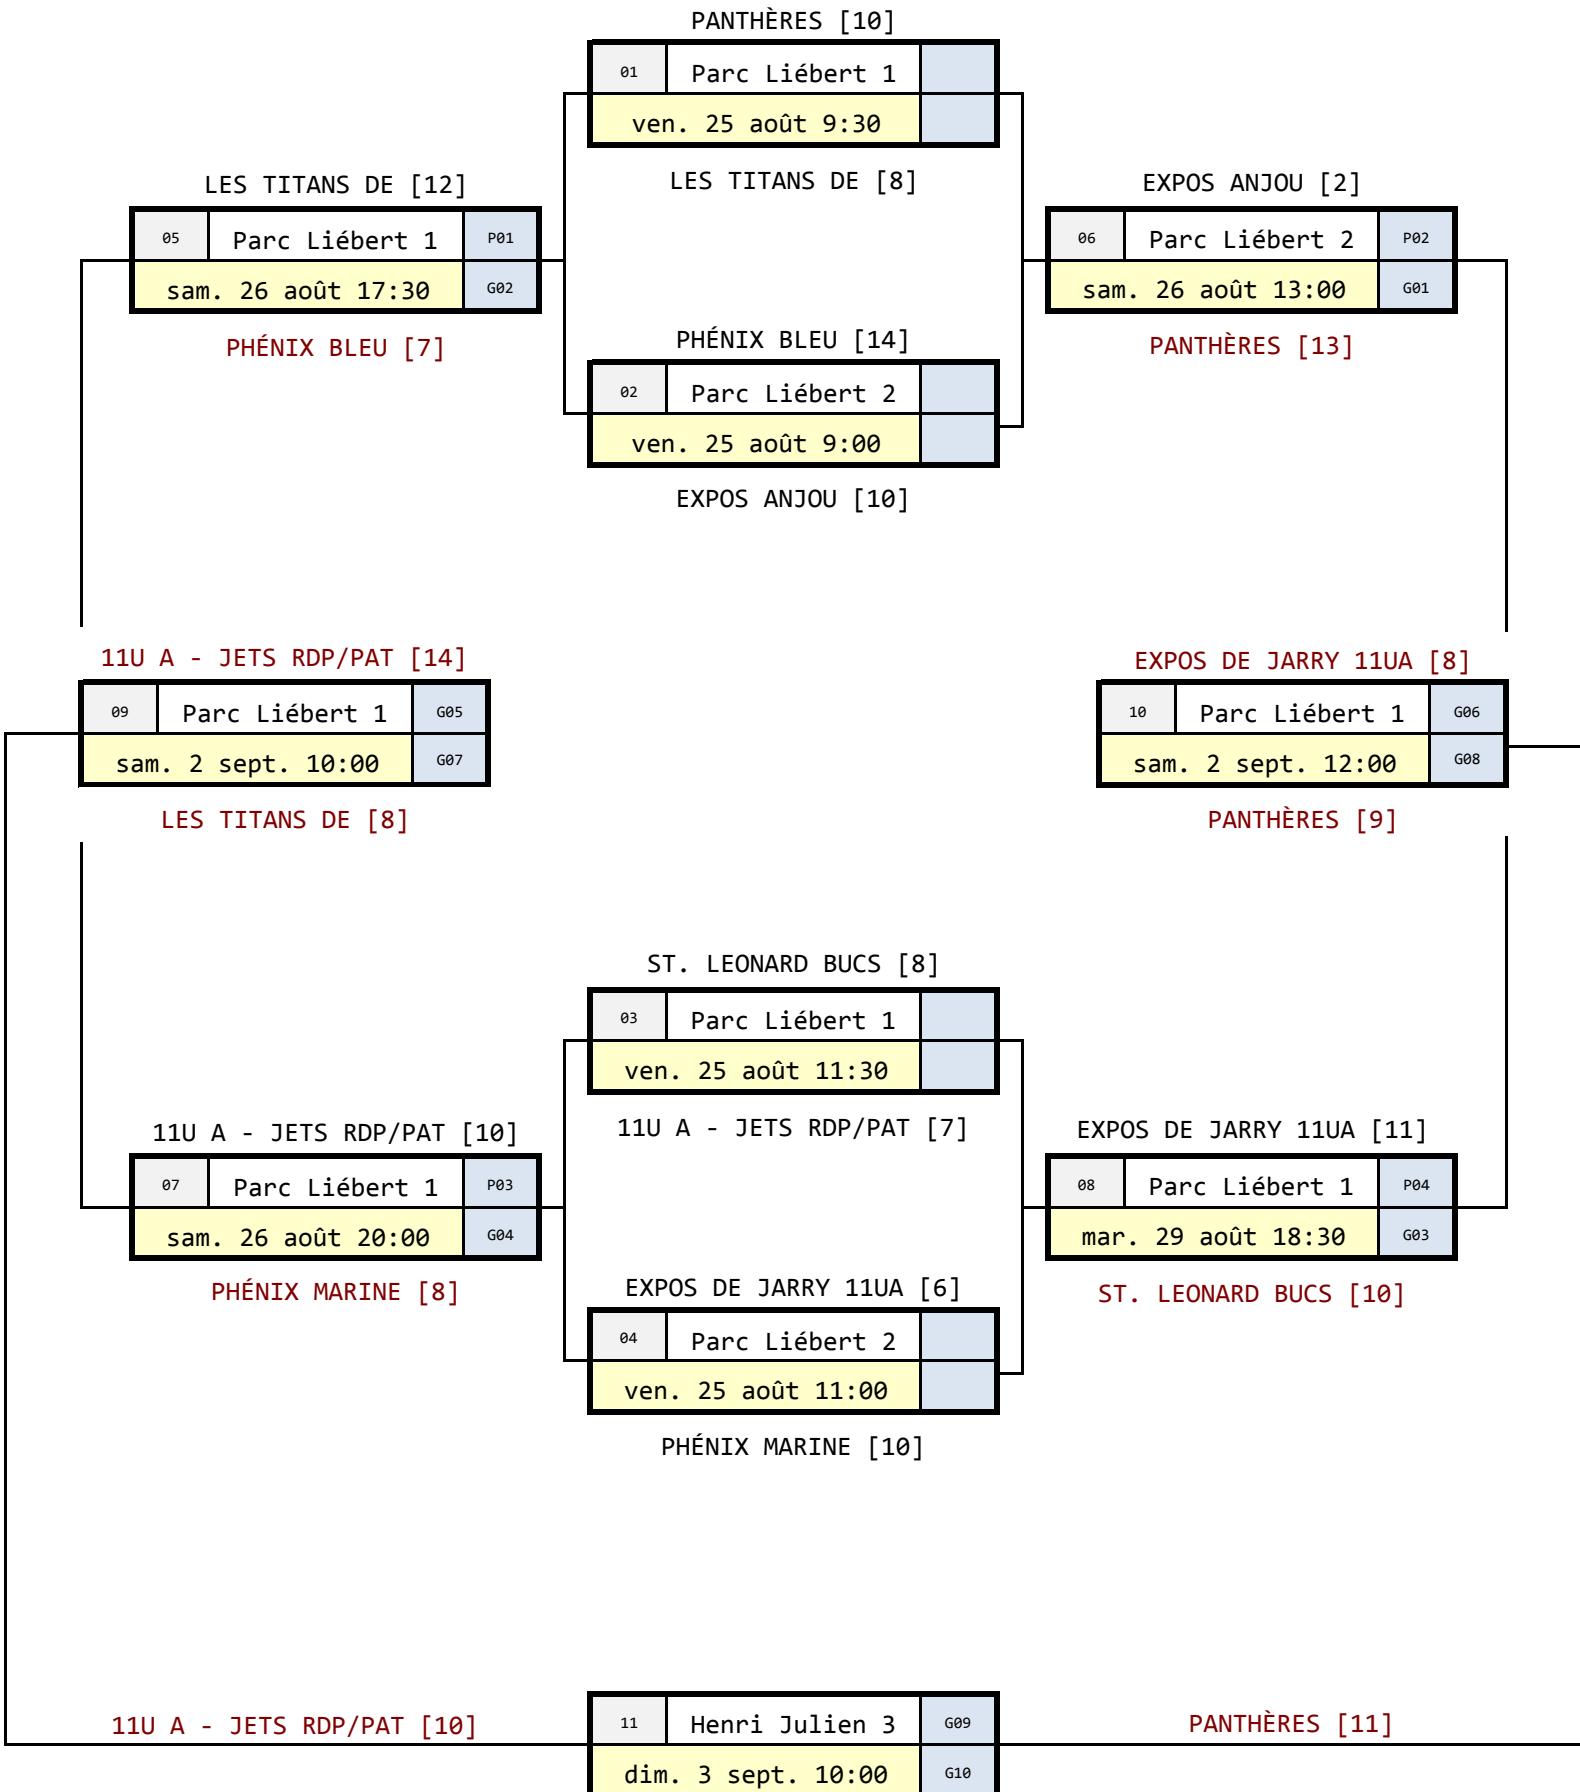 PANTHÈRES [10]
01 Parc Liébert 1
ven. 25 août 9:30
LES TITANS DE [8]
LES TITANS DE [12]
05 Parc Liébert 1 P01
sam. 26 août 17:30 G02
PHÉNIX BLEU [7]
EXPOS ANJOU [2]
06 Parc Liébert 2 P02
sam. 26 août 13:00 G01
PANTHÈRES [13]
PHÉNIX BLEU [14]
02 Parc Liébert 2
ven. 25 août 9:00
EXPOS ANJOU [10]
11U A - JETS RDP/PAT [14]
09 Parc Liébert 1 G05
sam. 2 sept. 10:00 G07
LES TITANS DE [8]
EXPOS DE JARRY 11UA [8]
10 Parc Liébert 1 G06
sam. 2 sept. 12:00 G08
PANTHÈRES [9]
ST. LEONARD BUCS [8]
03 Parc Liébert 1
ven. 25 août 11:30
11U A - JETS RDP/PAT [7]
11U A - JETS RDP/PAT [10]
07 Parc Liébert 1 P03
sam. 26 août 20:00 G04
PHÉNIX MARINE [8]
EXPOS DE JARRY 11UA [11]
08 Parc Liébert 1 P04
mar. 29 août 18:30 G03
ST. LEONARD BUCS [10]
EXPOS DE JARRY 11UA [6]
04 Parc Liébert 2
ven. 25 août 11:00
PHÉNIX MARINE [10]
11U A - JETS RDP/PAT [10]
11 Henri Julien 3 G09
dim. 3 sept. 10:00 G10
PANTHÈRES [11]